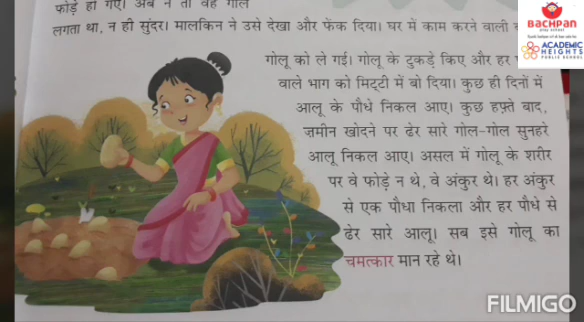 फोड़े हो गए। अब न तो वह गोल
लगता था, न ही सुंदर। मालकिन ने उसे देखा और फेंक दिया। घर में काम करने वाली
गोलू को ले गई। गोलू के टुकड़े किए और हर
वाले भाग को मिट्टी में बो दिया। कुछ ही दिनों में
आलू के पौधे निकल आए। कुछ हफ़्ते बाद,
ज़मीन खोदने पर ढेर सारे गोल-गोल सुनहरे
आलू निकल आए। असल में गोलू के शरीर
पर वे फोड़े न थे, वे अंकुर थे। हर अंकुर
से एक पौधा निकला और हर पौधे से
ढेर सारे आलू। सब इसे गोलू का
चमत्कार मान रहे थे।
BACHPAN
play school
ACADEMIC
HEIGHTS
PUBLIC SCHOOL
FILMIGO